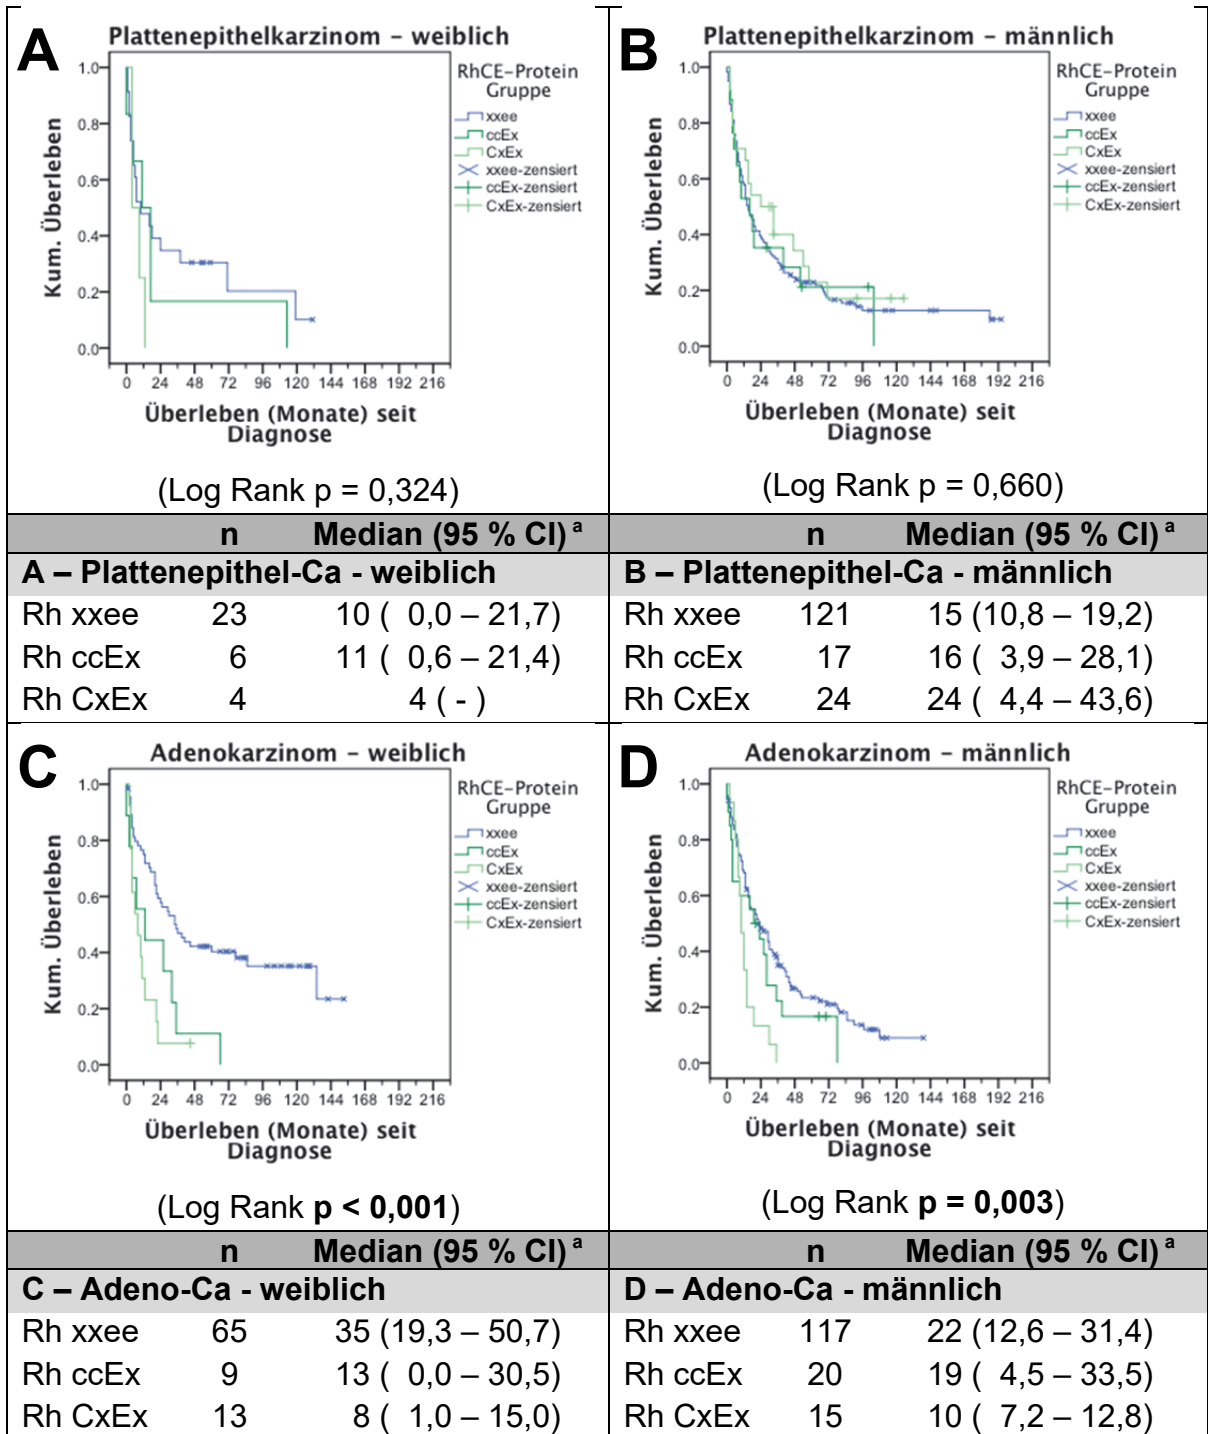 A
Plattenepithelkarzinom – weiblich
RhCE–Protein
Gruppe
xxee
ccEx
CxEx
xxee-zensiert
ccEx-zensiert
CxEx-zensiert
Kum. Überleben
1.0
0.8
0.6
0.4
0.2
0.0
0 24 48 72 96 120 144 168 192 216
Überleben (Monate) seit
Diagnose
(Log Rank p = 0,324)
n Median (95 % CI) a
A – Plattenepithel-Ca - weiblich
Rh xxee 23 10 ( 0,0 – 21,7)
Rh ccEx 6 11 ( 0,6 – 21,4)
Rh CxEx 4 4 ( - )
B
Plattenepithelkarzinom – männlich
RhCE–Protein
Gruppe
xxee
ccEx
CxEx
xxee-zensiert
ccEx-zensiert
CxEx-zensiert
Kum. Überleben
1.0
0.8
0.6
0.4
0.2
0.0
0 24 48 72 96 120 144 168 192 216
Überleben (Monate) seit
Diagnose
(Log Rank p = 0,660)
n Median (95 % CI) a
B – Plattenepithel-Ca - männlich
Rh xxee 121 15 (10,8 – 19,2)
Rh ccEx 17 16 ( 3,9 – 28,1)
Rh CxEx 24 24 ( 4,4 – 43,6)
C
Adenokarzinom – weiblich
RhCE–Protein
Gruppe
xxee
ccEx
CxEx
xxee-zensiert
ccEx-zensiert
CxEx-zensiert
Kum. Überleben
1.0
0.8
0.6
0.4
0.2
0.0
0 24 48 72 96 120 144 168 192 216
Überleben (Monate) seit
Diagnose
(Log Rank p < 0,001)
n Median (95 % CI) a
C – Adeno-Ca - weiblich
Rh xxee 65 35 (19,3 – 50,7)
Rh ccEx 9 13 ( 0,0 – 30,5)
Rh CxEx 13 8 ( 1,0 – 15,0)
D
Adenokarzinom – männlich
RhCE–Protein
Gruppe
xxee
ccEx
CxEx
xxee-zensiert
ccEx-zensiert
CxEx-zensiert
Kum. Überleben
1.0
0.8
0.6
0.4
0.2
0.0
0 24 48 72 96 120 144 168 192 216
Überleben (Monate) seit
Diagnose
(Log Rank p = 0,003)
n Median (95 % CI) a
D – Adeno-Ca - männlich
Rh xxee 117 22 (12,6 – 31,4)
Rh ccEx 20 19 ( 4,5 – 33,5)
Rh CxEx 15 10 ( 7,2 – 12,8)